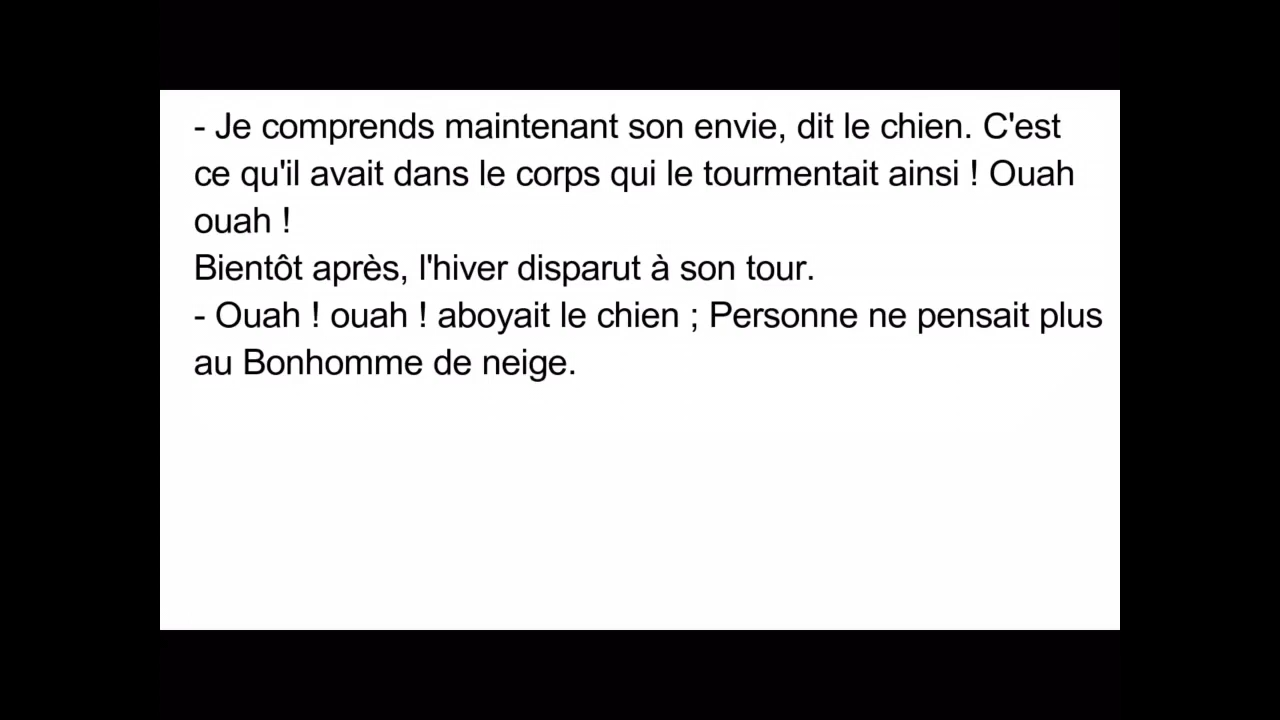 - Je comprends maintenant son envie, dit le chien. C'est
ce qu'il avait dans le corps qui le tourmentait ainsi ! Ouah
ouah !
Bientôt après, l'hiver disparut à son tour.
- Ouah ! ouah ! aboyait le chien ; Personne ne pensait plus
au Bonhomme de neige.